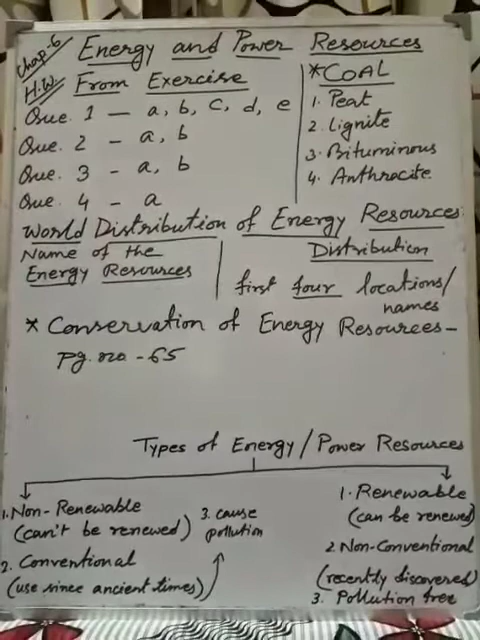 Chap-6 Energy and Power Resources
H.W. From Exercise
Que. 1 - a, b, c, d, e
Que. 2 - a, b
Que. 3 - a, b
Que. 4 - a
*COAL
1. Peat
2. Lignite
3. Bituminous
4. Anthracite
World Distribution of Energy Resources
Name of the
Energy Resources
Distribution
first four locations/
names
* Conservation of Energy Resources-
Pg. no - 65
Types of Energy/Power Resources
1. Non-Renewable
(can't be renewed)
2. Conventional
(use since ancient times)
3. cause
pollution
1. Renewable
(can be renewed)
2. Non-Conventional
(recently discovered)
3. Pollution free